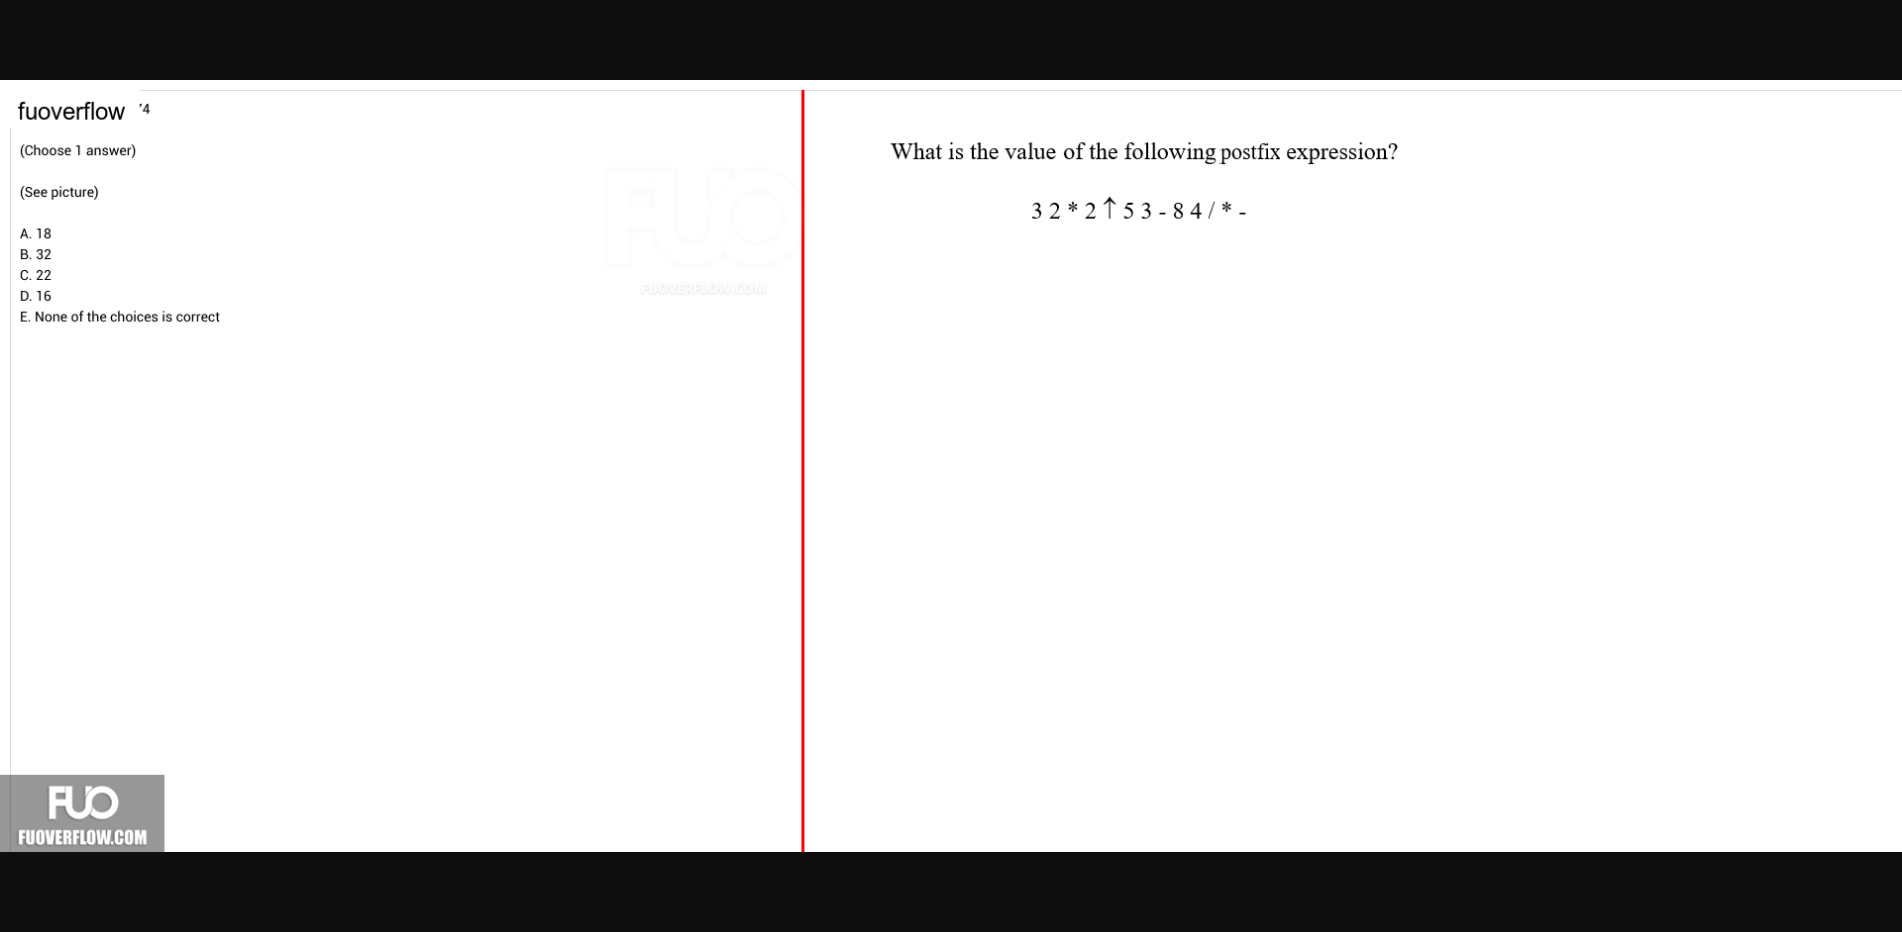 fuoverflow '4
(Choose 1 answer)
(See picture)
A. 18
B. 32
C. 22
D. 16
E. None of the choices is correct
FUO
FUOVERFLOW.COM
What is the value of the following postfix expression?
3 2 * 2 ↑ 5 3 - 8 4 / * -
FUO
FUOVERFLOW.COM